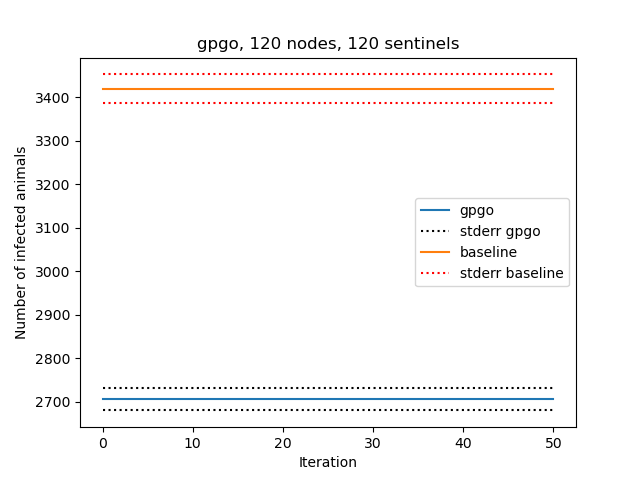 gpgo, 120 nodes, 120 sentinels
3400
3300
3200
3100
3000
2900
2800
2700
Number of infected animals
gpgo
stderr gpgo
baseline
stderr baseline
0
10
20
30
40
50
Iteration